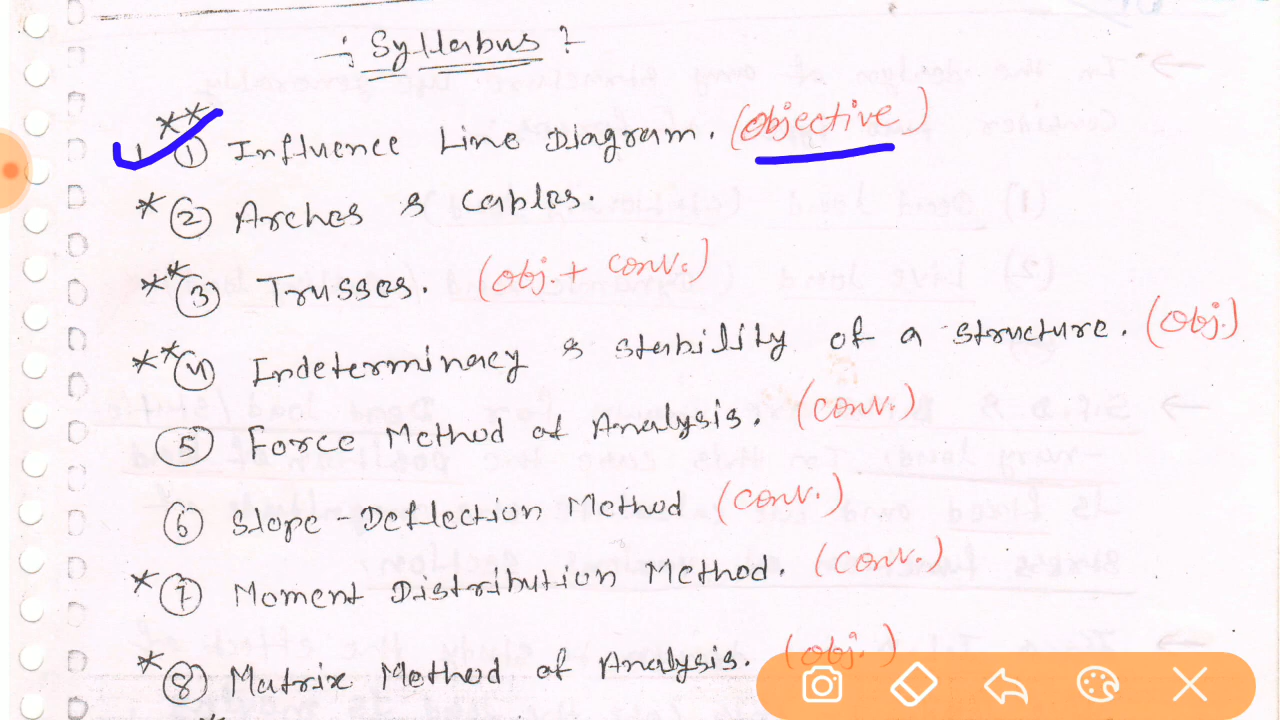 -: Syllabus :-
** ① Influence Line Diagram. (Objective)
* ② Arches & Cables.
** ③ Trusses. (obj + conv.)
** ④ Indeterminacy & stability of a structure. (obj.)
⑤ Force Method of Analysis. (conv.)
⑥ Slope-Deflection Method (conv.)
* ⑦ Moment Distribution Method. (conv.)
* ⑧ Matrix Method of Analysis. (obj.)